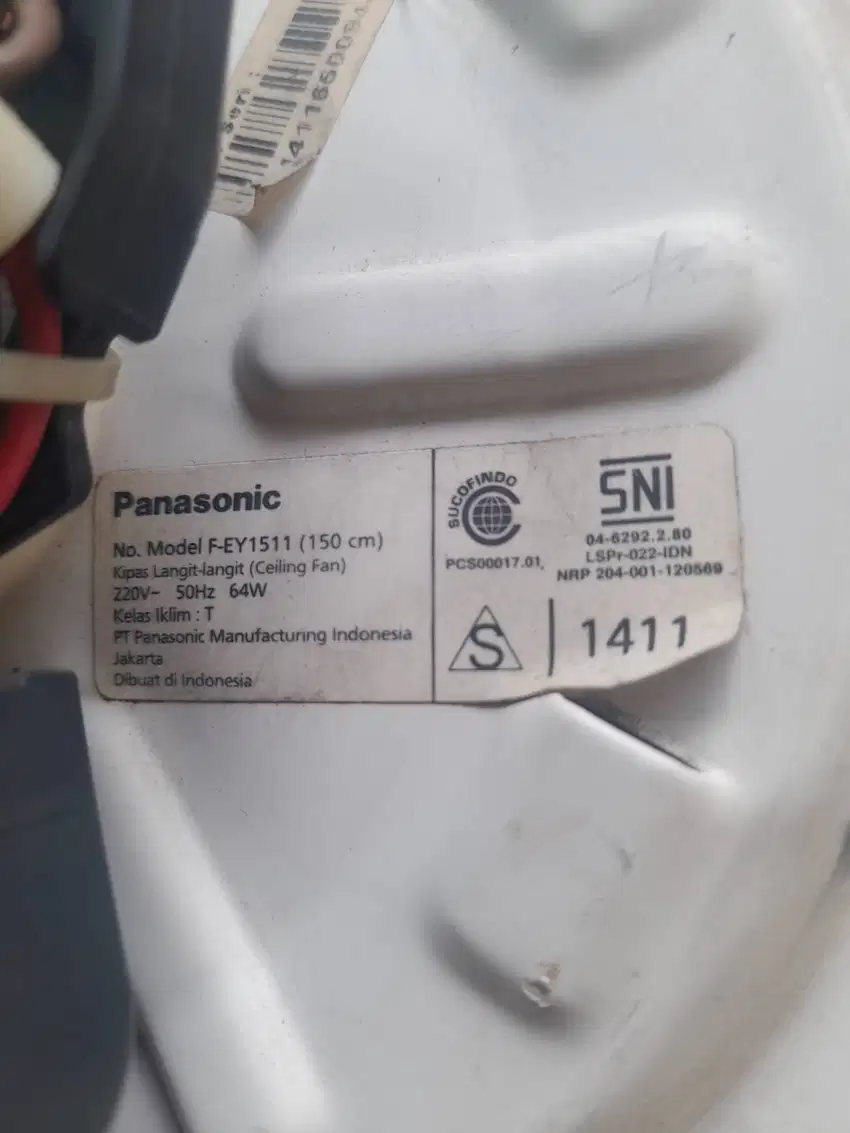 Panasonic
No. Model F-EY1511 (150 cm)
Kipas Langit-langit (Ceiling Fan)
220V~ 50Hz 64W
Kelas Iklim : T
PT Panasonic Manufacturing Indonesia
Jakarta
Dibuat di Indonesia
SUCOFINDO
PCS00017.01,
SNI
04-6292.2.80
LSPr-022-IDN
NRP 204-001-120569
S
1411